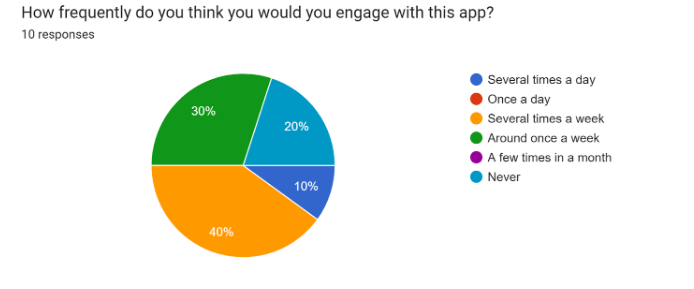 How frequently do you think you would you engage with this app?
10 responses
30%
20%
10%
40%
Several times a day
Once a day
Several times a week
Around once a week
A few times in a month
Never